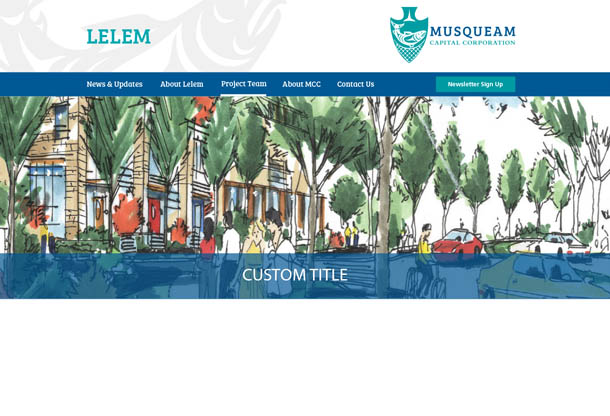 LELEM
MUSQUEAM
CAPITAL CORPORATION
News & Updates About Lelem Project Team About MCC Contact Us Newsletter Sign Up
CUSTOM TITLE